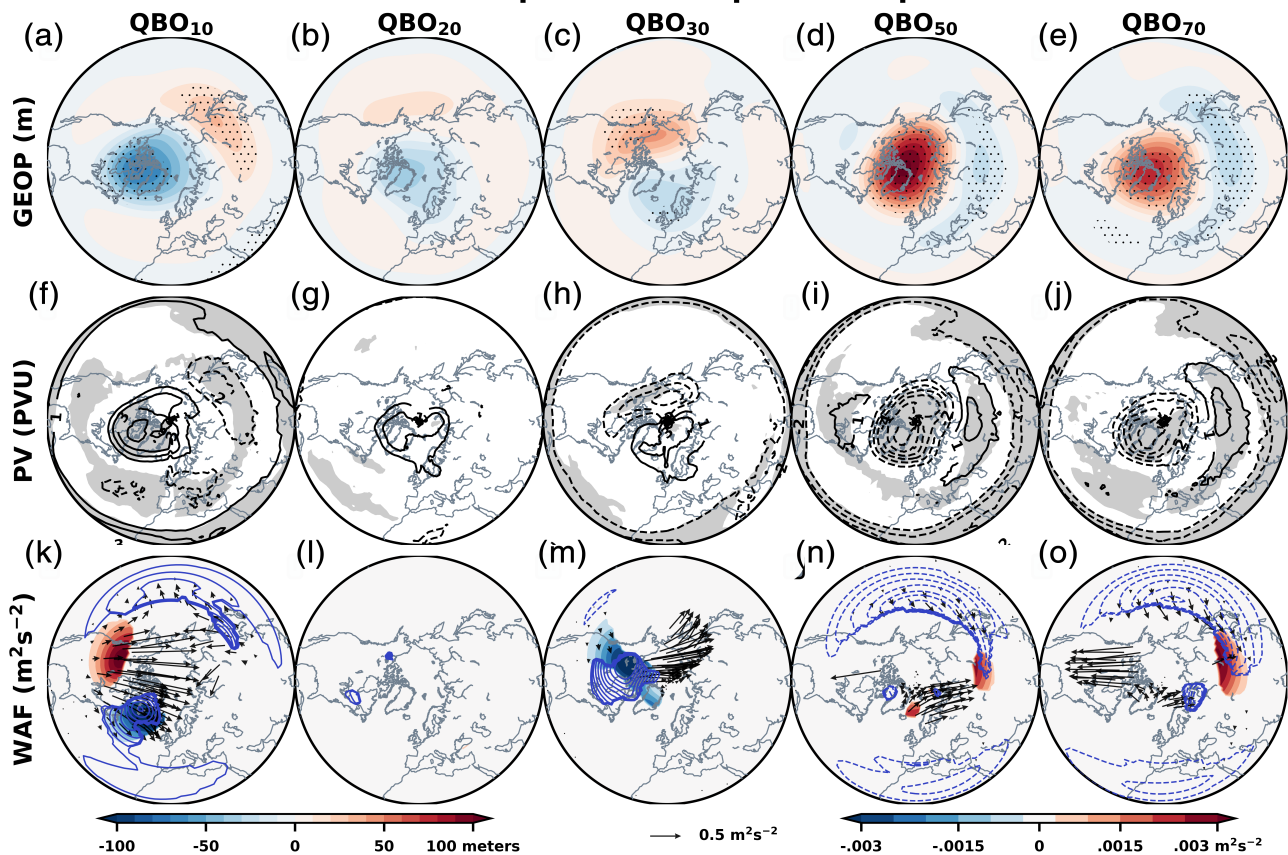 QBO10 QBO20 QBO30 QBO50 QBO70
(a) (b) (c) (d) (e)
GEOP (m)
(f) (g) (h) (i) (j)
PV (PVU)
(k) (l) (m) (n) (o)
WAF (m²s⁻²)
-100 -50 0 50 100 meters
0.5 m²s⁻²
-.003 -.0015 0 .0015 .003 m²s⁻²